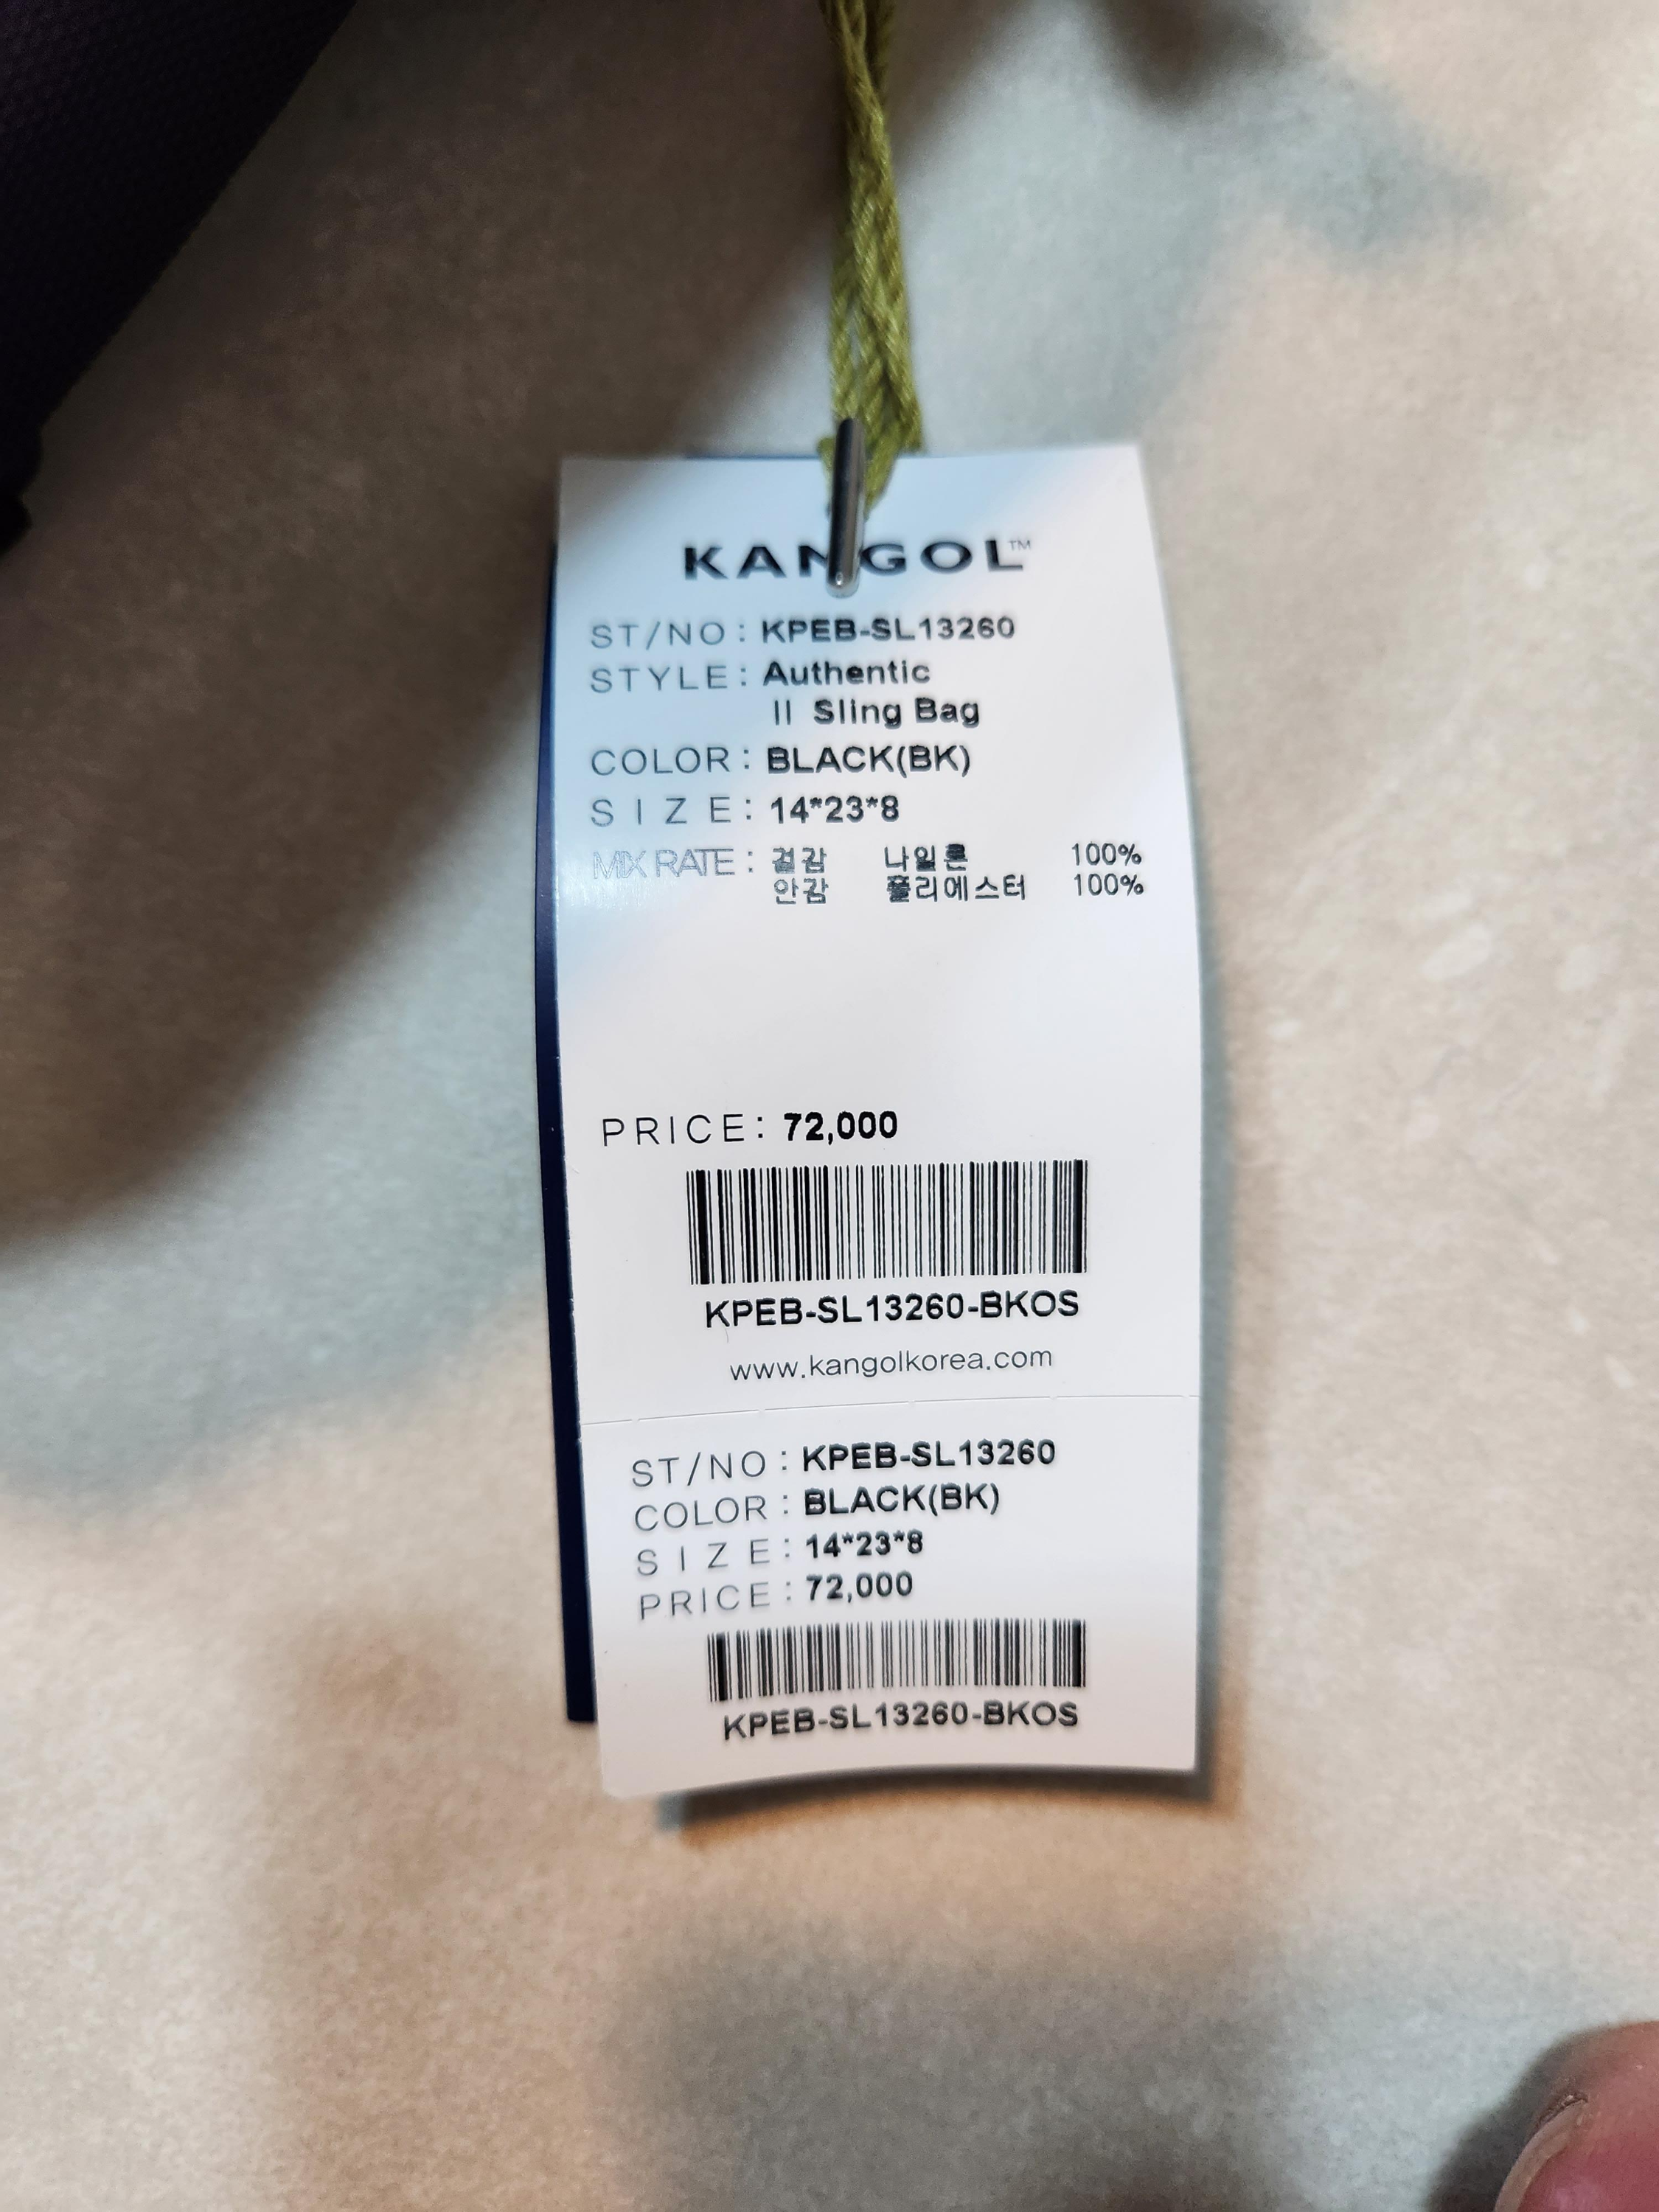 KANGOL™
ST/NO : KPEB-SL13260
STYLE : Authentic
II Sling Bag
COLOR : BLACK(BK)
SIZE : 14*23*8
MIX RATE : 겉감 나일론 100%
안감 폴리에스터 100%
PRICE : 72,000
KPEB-SL13260-BKOS
www.kangolkorea.com
ST/NO : KPEB-SL13260
COLOR : BLACK(BK)
SIZE : 14*23*8
PRICE : 72,000
KPEB-SL13260-BKOS